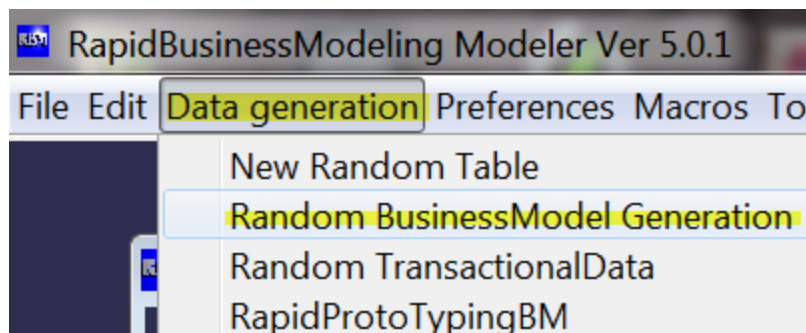 RapidBusinessModeling Modeler Ver 5.0.1
File Edit Data generation Preferences Macros To
New Random Table
Random BusinessModel Generation
Random TransactionalData
RapidProtoTypingBM